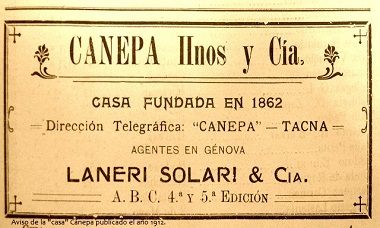 CANEPA Hnos y Cía.
CASA FUNDADA EN 1862
— Dirección Telegráfica: "CANEPA" — TACNA —
AGENTES EN GÉNOVA
LANERI SOLARI & CIA.
A. B. C. 4.ª y 5.ª EDICIÓN
Aviso de la "casa" Canepa publicado el año 1912.